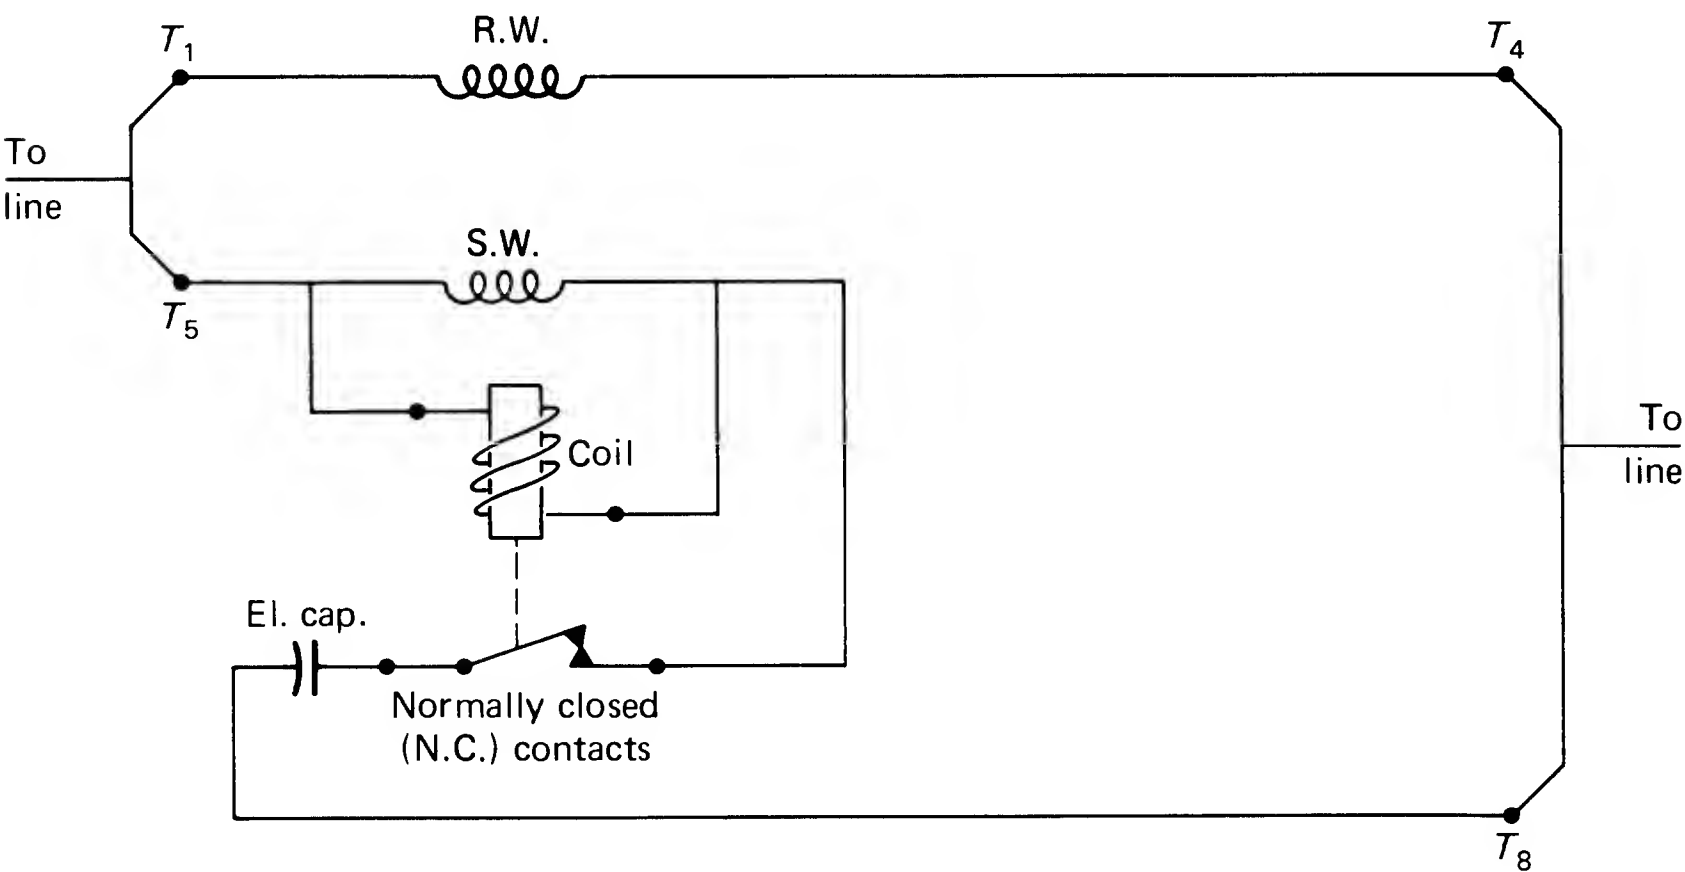 R.W.
T1
T4
To
line
S.W.
T5
Coil
To
line
El. cap.
Normally closed
(N.C.) contacts
T8